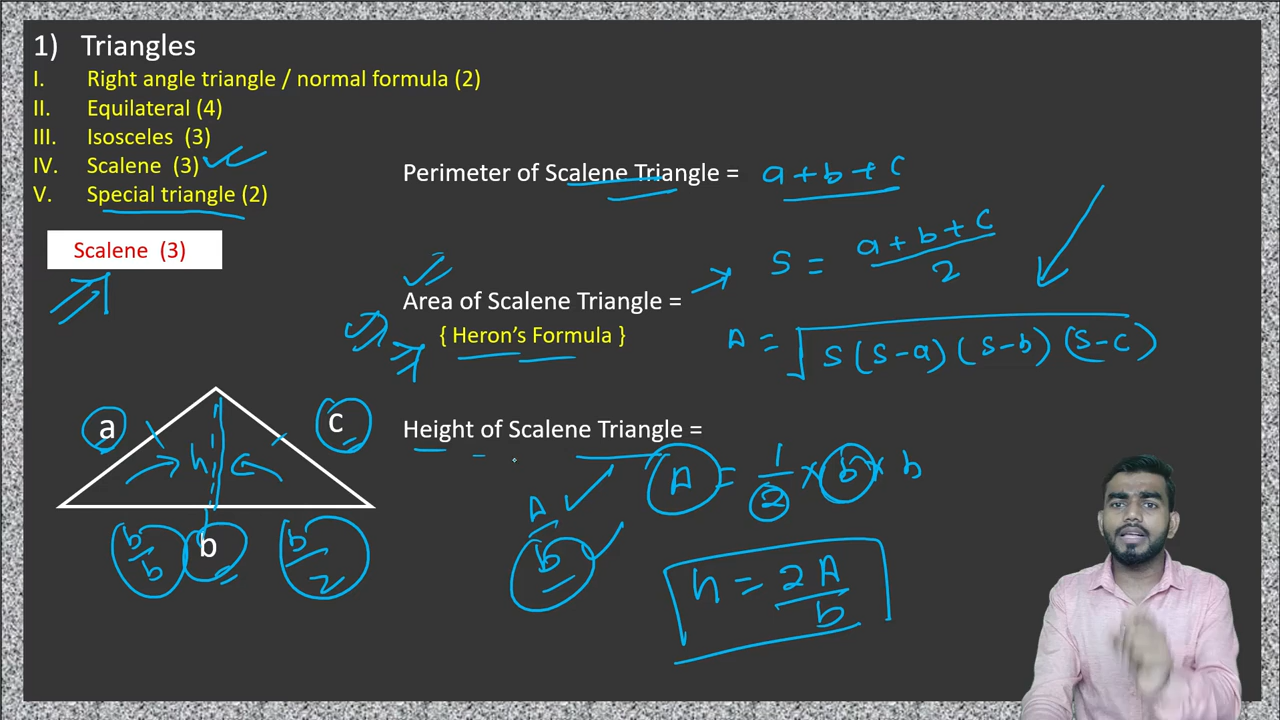 1) Triangles
I. Right angle triangle / normal formula (2)
II. Equilateral (4)
III. Isosceles (3)
IV. Scalene (3)
V. Special triangle (2)
Scalene (3)
Perimeter of Scalene Triangle = a + b + c
S = a + b + c / 2
Area of Scalene Triangle =
{ Heron's Formula }
A = √ S (S - a) (S - b) (S - c)
Height of Scalene Triangle =
A = 1/2 × b × h
A
b
h = 2A / b
a
c
h
b/b
b
b/2